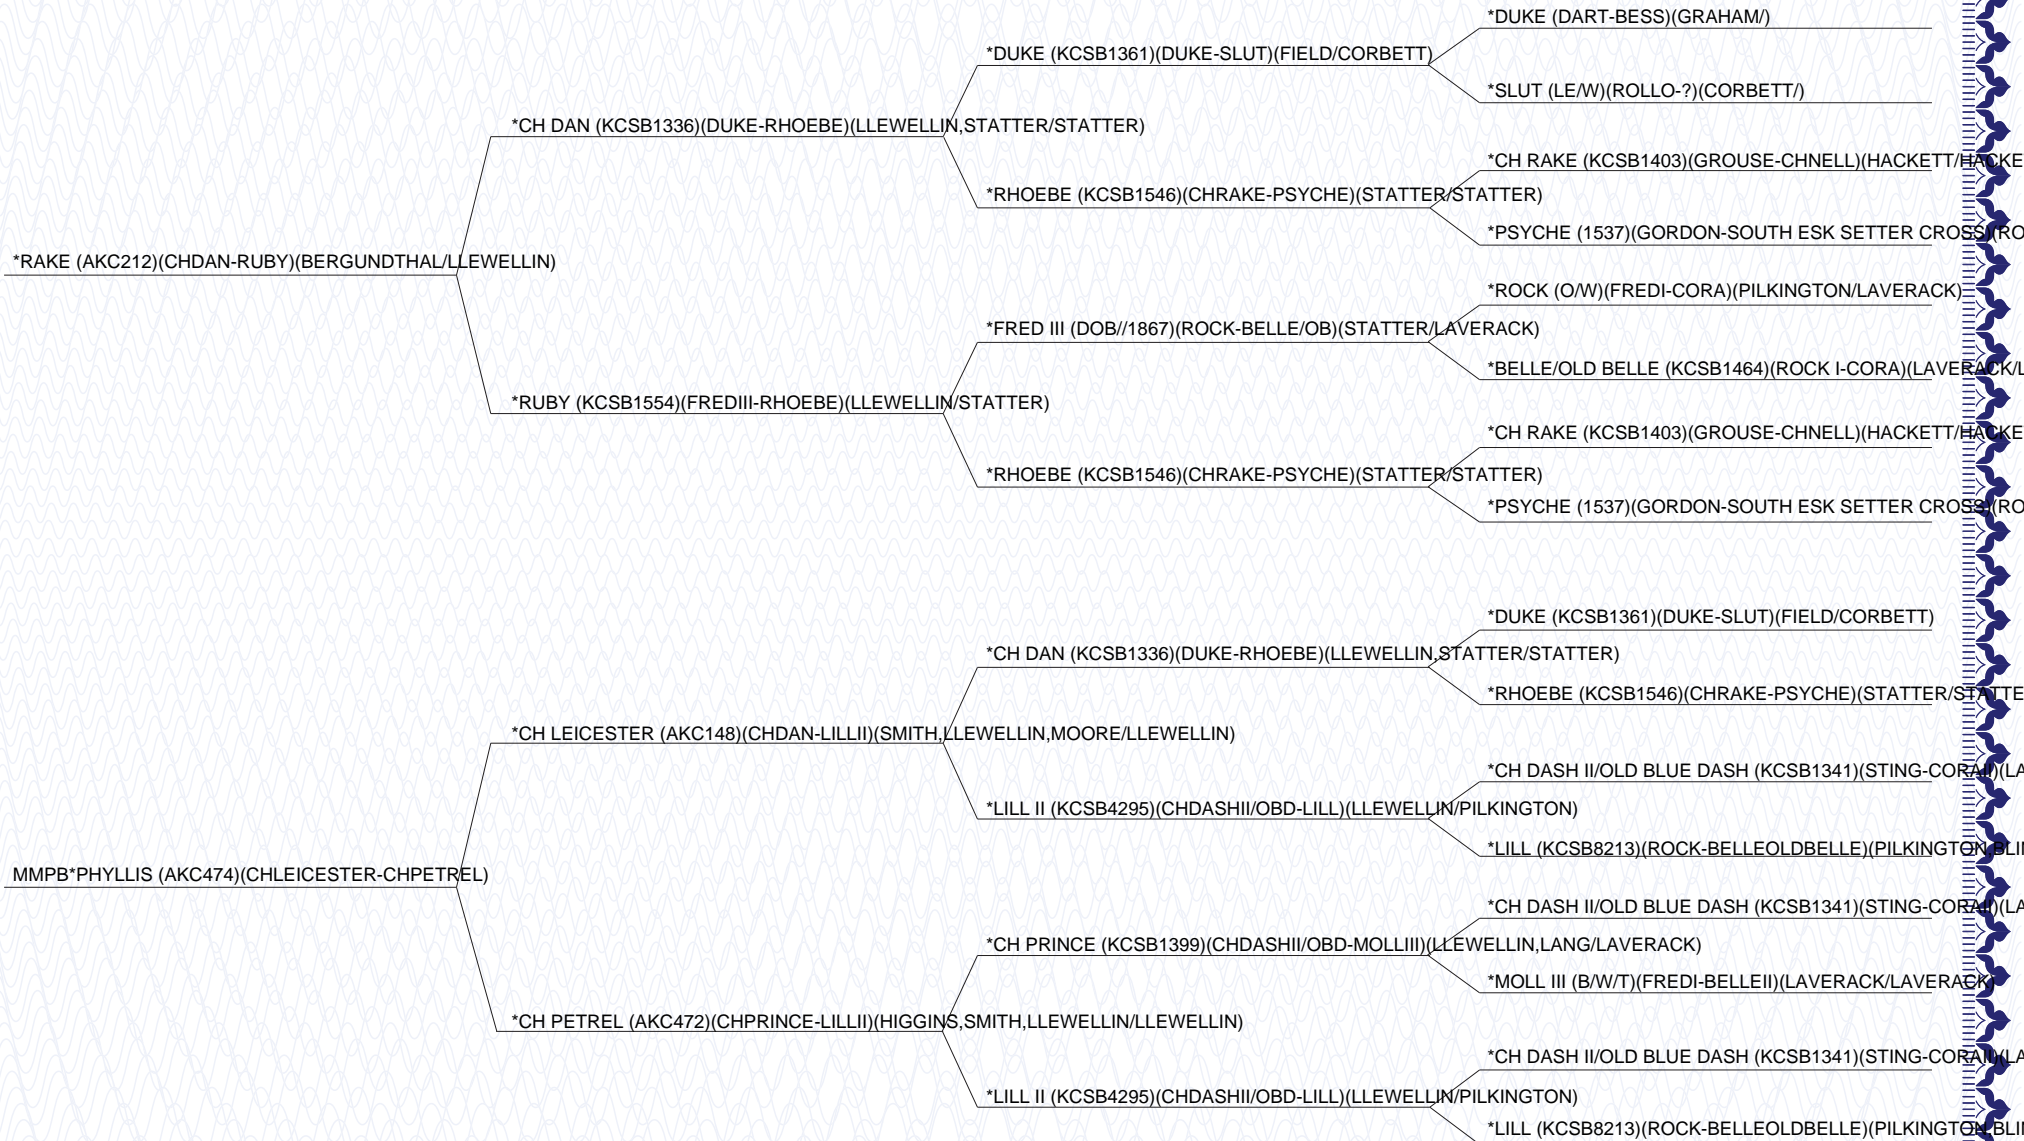 *DUKE (DART-BESS)(GRAHAM/)
*DUKE (KCSB1361)(DUKE-SLUT)(FIELD/CORBETT)
*SLUT (LE/W)(ROLLO-?)(CORBETT/)
*CH DAN (KCSB1336)(DUKE-RHOEBE)(LLEWELLIN,STATTER/STATTER)
*CH RAKE (KCSB1403)(GROUSE-CHNELL)(HACKETT/HACKE
*RHOEBE (KCSB1546)(CHRAKE-PSYCHE)(STATTER/STATTER)
*PSYCHE (1537)(GORDON-SOUTH ESK SETTER CROSS)(RO
*RAKE (AKC212)(CHDAN-RUBY)(BERGUNDTHAL/LLEWELLIN)
*ROCK (O/W)(FREDI-CORA)(PILKINGTON/LAVERACK)
*FRED III (DOB//1867)(ROCK-BELLE/OB)(STATTER/LAVERACK)
*BELLE/OLD BELLE (KCSB1464)(ROCK I-CORA)(LAVERACK/L
*RUBY (KCSB1554)(FREDIII-RHOEBE)(LLEWELLIN/STATTER)
*CH RAKE (KCSB1403)(GROUSE-CHNELL)(HACKETT/HACKE
*RHOEBE (KCSB1546)(CHRAKE-PSYCHE)(STATTER/STATTER)
*PSYCHE (1537)(GORDON-SOUTH ESK SETTER CROSS)(RO
*DUKE (KCSB1361)(DUKE-SLUT)(FIELD/CORBETT)
*CH DAN (KCSB1336)(DUKE-RHOEBE)(LLEWELLIN,STATTER/STATTER)
*RHOEBE (KCSB1546)(CHRAKE-PSYCHE)(STATTER/STATTE
*CH LEICESTER (AKC148)(CHDAN-LILLII)(SMITH,LLEWELLIN,MOORE/LLEWELLIN)
*CH DASH II/OLD BLUE DASH (KCSB1341)(STING-CORAII)(LA
*LILL II (KCSB4295)(CHDASHII/OBD-LILL)(LLEWELLIN/PILKINGTON)
*LILL (KCSB8213)(ROCK-BELLEOLDBELLE)(PILKINGTON,BLI
MMPB*PHYLLIS (AKC474)(CHLEICESTER-CHPETREL)
*CH DASH II/OLD BLUE DASH (KCSB1341)(STING-CORAII)(LA
*CH PRINCE (KCSB1399)(CHDASHII/OBD-MOLLIII)(LLEWELLIN,LANG/LAVERACK)
*MOLL III (B/W/T)(FREDI-BELLEII)(LAVERACK/LAVERACK)
*CH PETREL (AKC472)(CHPRINCE-LILLII)(HIGGINS,SMITH,LLEWELLIN/LLEWELLIN)
*CH DASH II/OLD BLUE DASH (KCSB1341)(STING-CORAII)(LA
*LILL II (KCSB4295)(CHDASHII/OBD-LILL)(LLEWELLIN/PILKINGTON)
*LILL (KCSB8213)(ROCK-BELLEOLDBELLE)(PILKINGTON,BLI